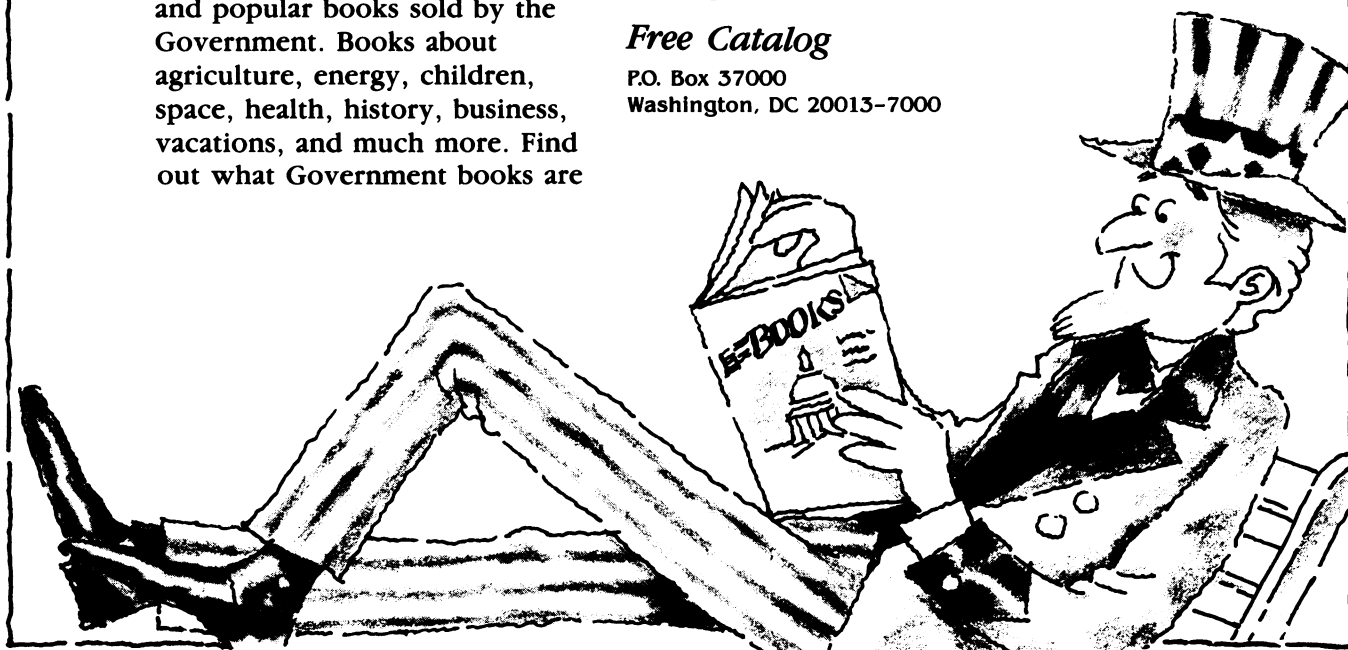 and popular books sold by the
Government. Books about
agriculture, energy, children,
space, health, history, business,
vacations, and much more. Find
out what Government books are
Free Catalog
P.O. Box 37000
Washington, DC 20013-7000
BOOKS